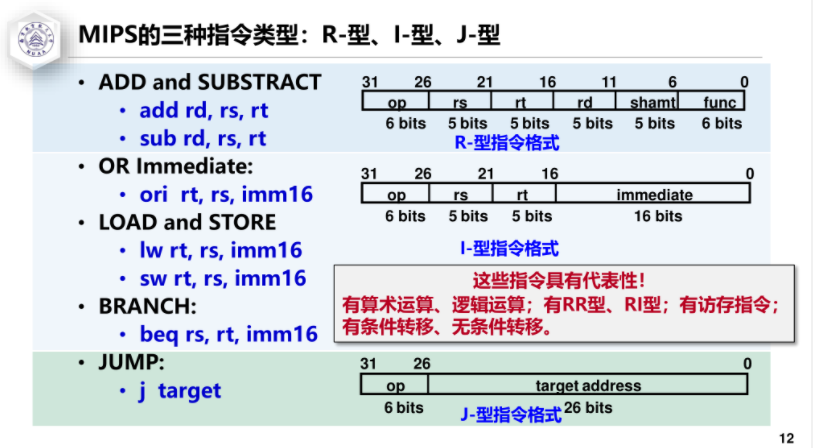 MIPS的三种指令类型：R-型、I-型、J-型
• ADD and SUBSTRACT
• add rd, rs, rt
• sub rd, rs, rt
31 26 21 16 11 6 0
op rs rt rd shamt func
6 bits 5 bits 5 bits 5 bits 5 bits 6 bits
R-型指令格式
• OR Immediate:
• ori rt, rs, imm16
• LOAD and STORE
• lw rt, rs, imm16
• sw rt, rs, imm16
• BRANCH:
• beq rs, rt, imm16
31 26 21 16 0
op rs rt immediate
6 bits 5 bits 5 bits 16 bits
I-型指令格式
这些指令具有代表性！
有算术运算、逻辑运算；有RR型、RI型；有访存指令；
有条件转移、无条件转移。
• JUMP:
• j target
31 26 0
op target address
6 bits 26 bits
J-型指令格式
12